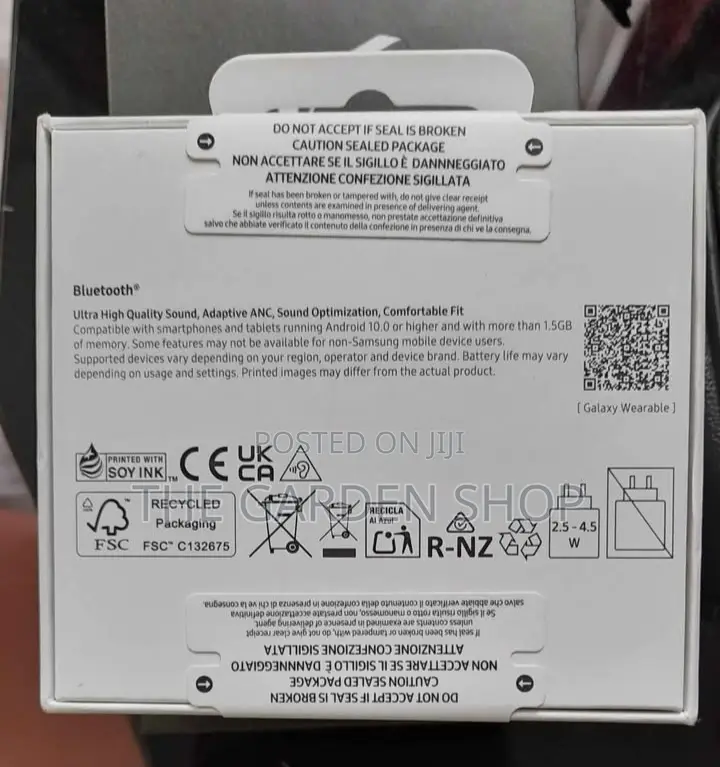 DO NOT ACCEPT IF SEAL IS BROKEN
CAUTION SEALED PACKAGE
NON ACCETTARE SE IL SIGILLO È DANNNEGGIATO
ATTENZIONE CONFEZIONE SIGILLATA
If seal has been broken or tampered with, do not give clear receipt
unless contents are examined in presence of delivering agent.
Se il sigillo risulta rotto o manomesso, non prestate accettazione definitiva
salvo che abbiate verificato il contenuto della confezione in presenza di chi ve la consegna.
Bluetooth®
Ultra High Quality Sound, Adaptive ANC, Sound Optimization, Comfortable Fit
Compatible with smartphones and tablets running Android 10.0 or higher and with more than 1.5GB
of memory. Some features may not be available for non-Samsung mobile device users.
Supported devices vary depending on your region, operator and device brand. Battery life may vary
depending on usage and settings. Printed images may differ from the actual product.
[ Galaxy Wearable ]
POSTED ON JIJI
PRINTED WITH
SOY INK™
CE
UK
CA
THE GARDEN SHOP
FSC™
RECYCLED
Packaging
FSC™ C132675
RECICLA
Al Azul
R-NZ
2.5 - 4.5
W
DO NOT ACCEPT IF SEAL IS BROKEN
CAUTION SEALED PACKAGE
NON ACCETTARE SE IL SIGILLO È DANNNEGGIATO
ATTENZIONE CONFEZIONE SIGILLATA
If seal has been broken or tampered with, do not give clear receipt
unless contents are examined in presence of delivering agent.
Se il sigillo risulta rotto o manomesso, non prestate accettazione definitiva
salvo che abbiate verificato il contenuto della confezione in presenza di chi ve la consegna.